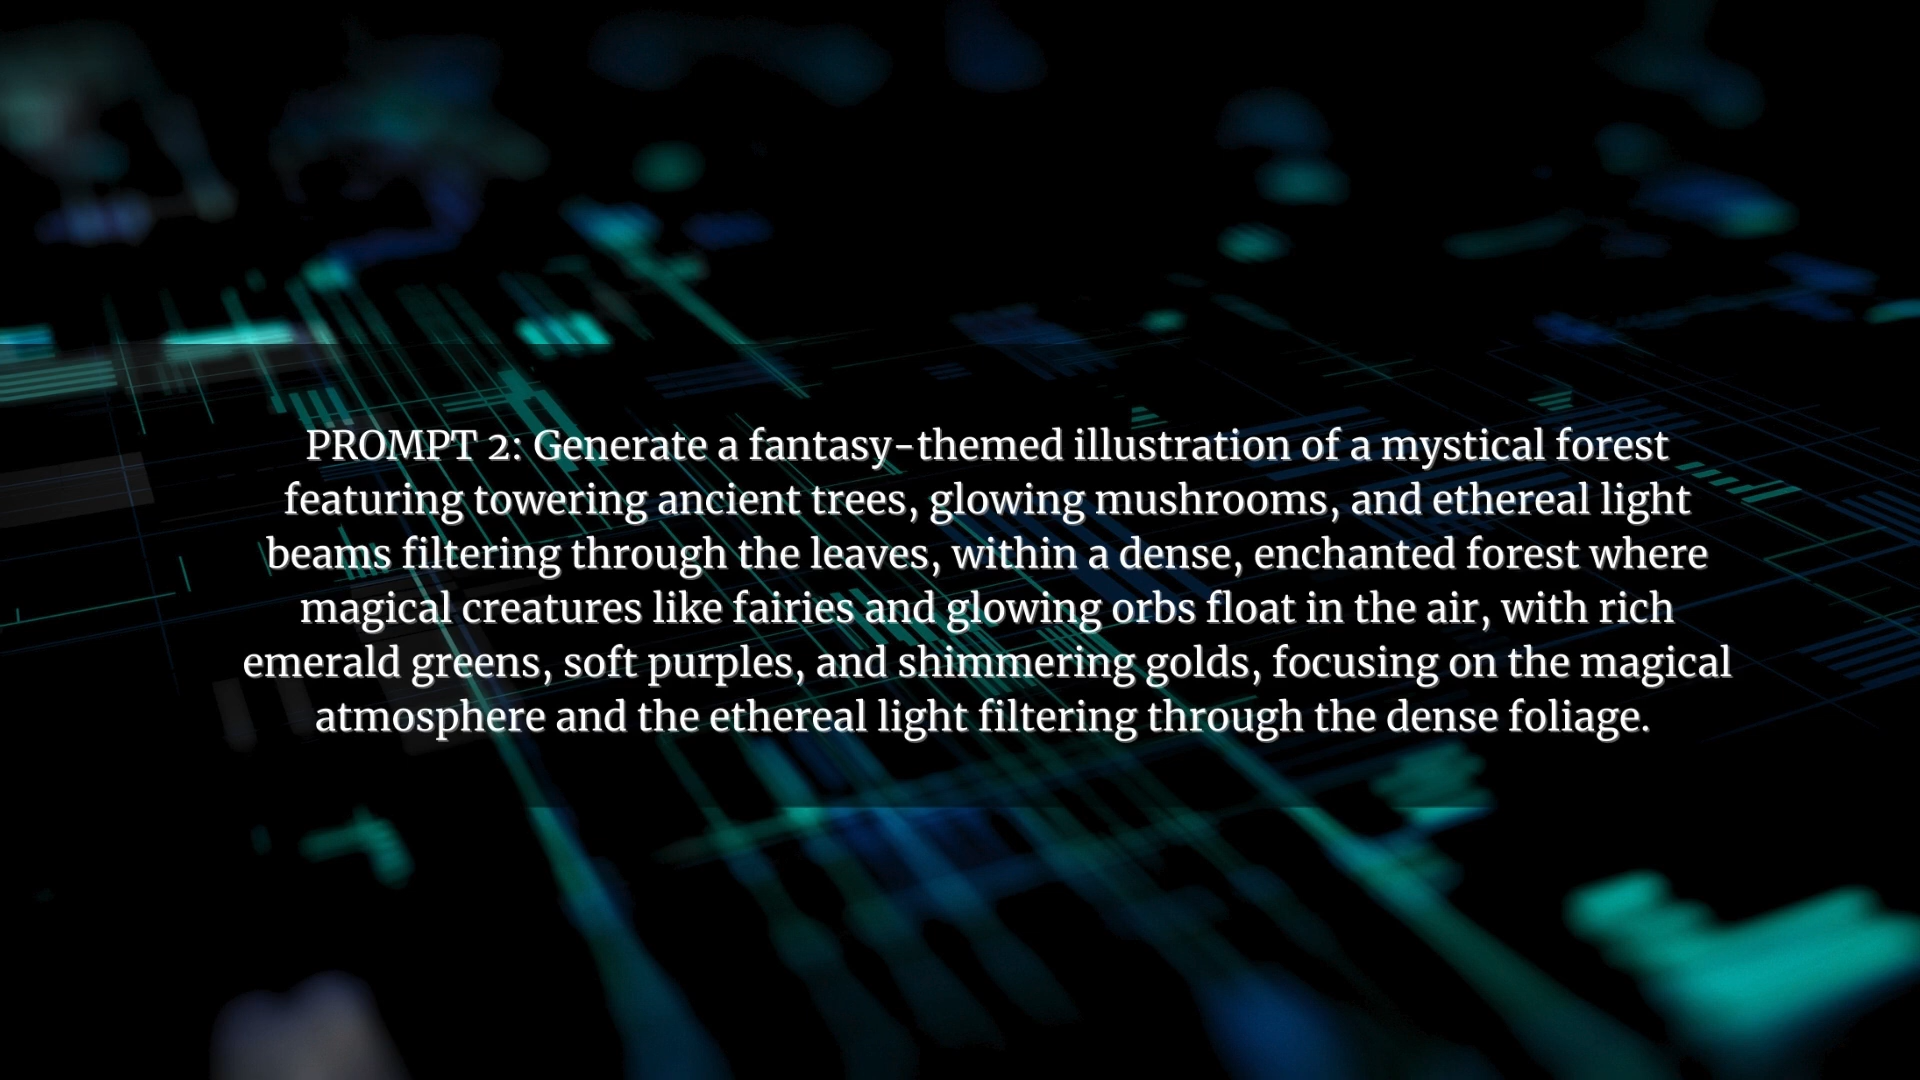 PROMPT 2: Generate a fantasy-themed illustration of a mystical forest
featuring towering ancient trees, glowing mushrooms, and ethereal light
beams filtering through the leaves, within a dense, enchanted forest where
magical creatures like fairies and glowing orbs float in the air, with rich
emerald greens, soft purples, and shimmering golds, focusing on the magical
atmosphere and the ethereal light filtering through the dense foliage.